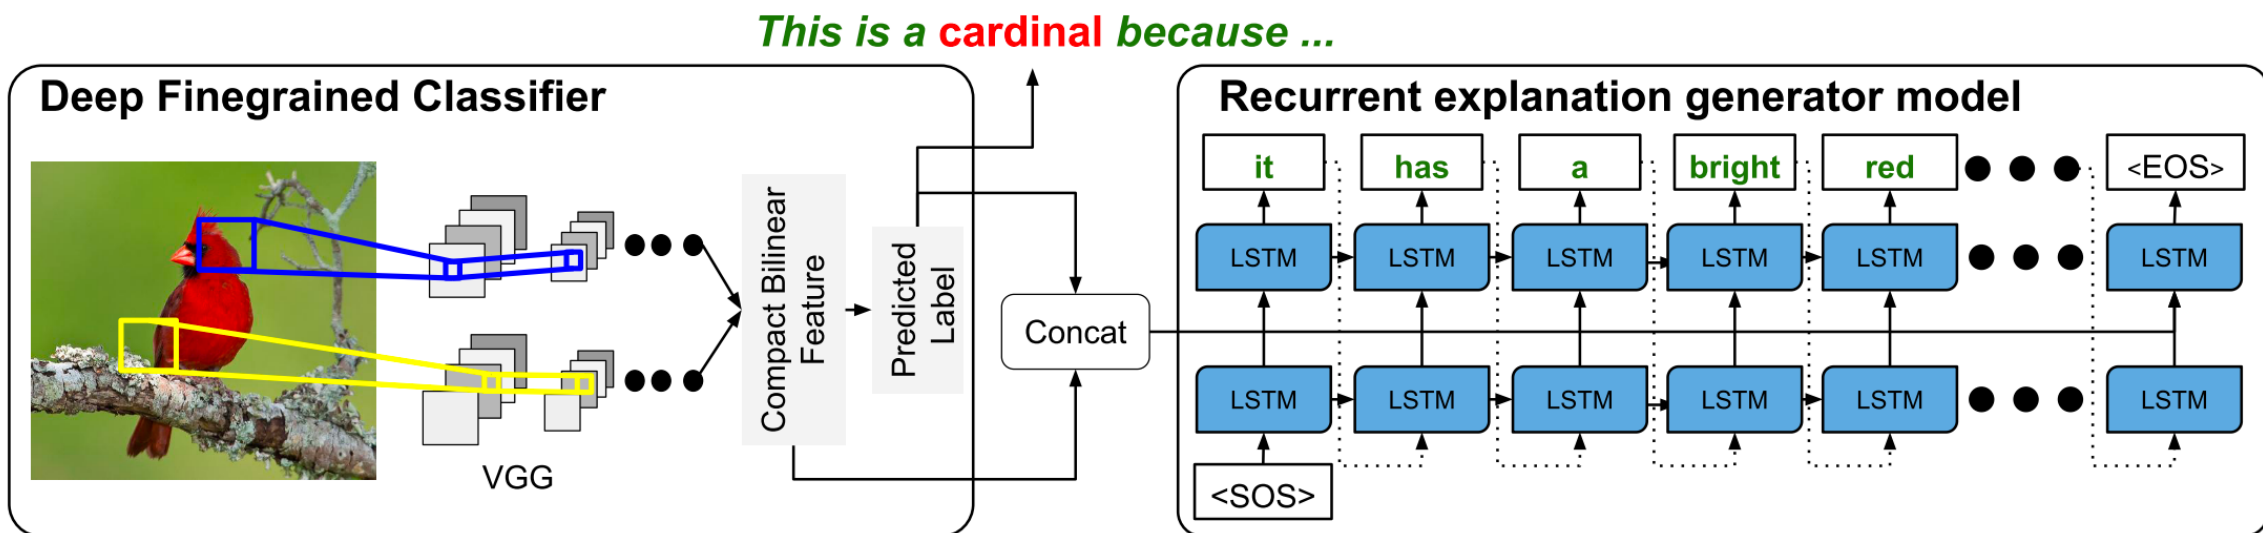 This is a cardinal because ...
Deep Finegrained Classifier
VGG
Compact Bilinear
Feature
Predicted
Label
Concat
Recurrent explanation generator model
it has a bright red <EOS>
LSTM LSTM LSTM LSTM LSTM LSTM
LSTM LSTM LSTM LSTM LSTM LSTM
<SOS>